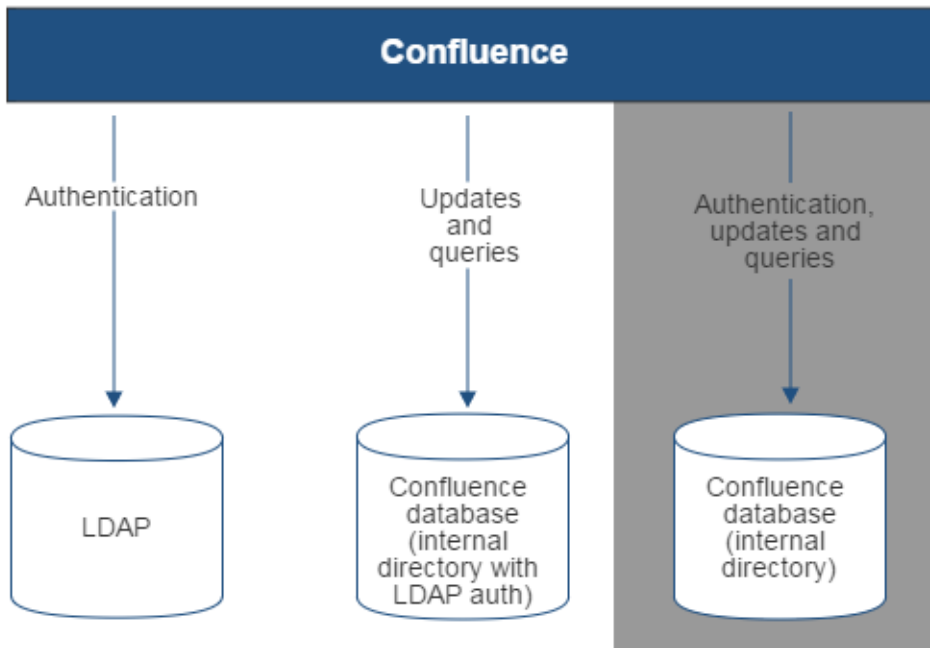 Confluence
Authentication
Updates
and
queries
Authentication,
updates and
queries
LDAP
Confluence
database
(internal
directory with
LDAP auth)
Confluence
database
(internal
directory)